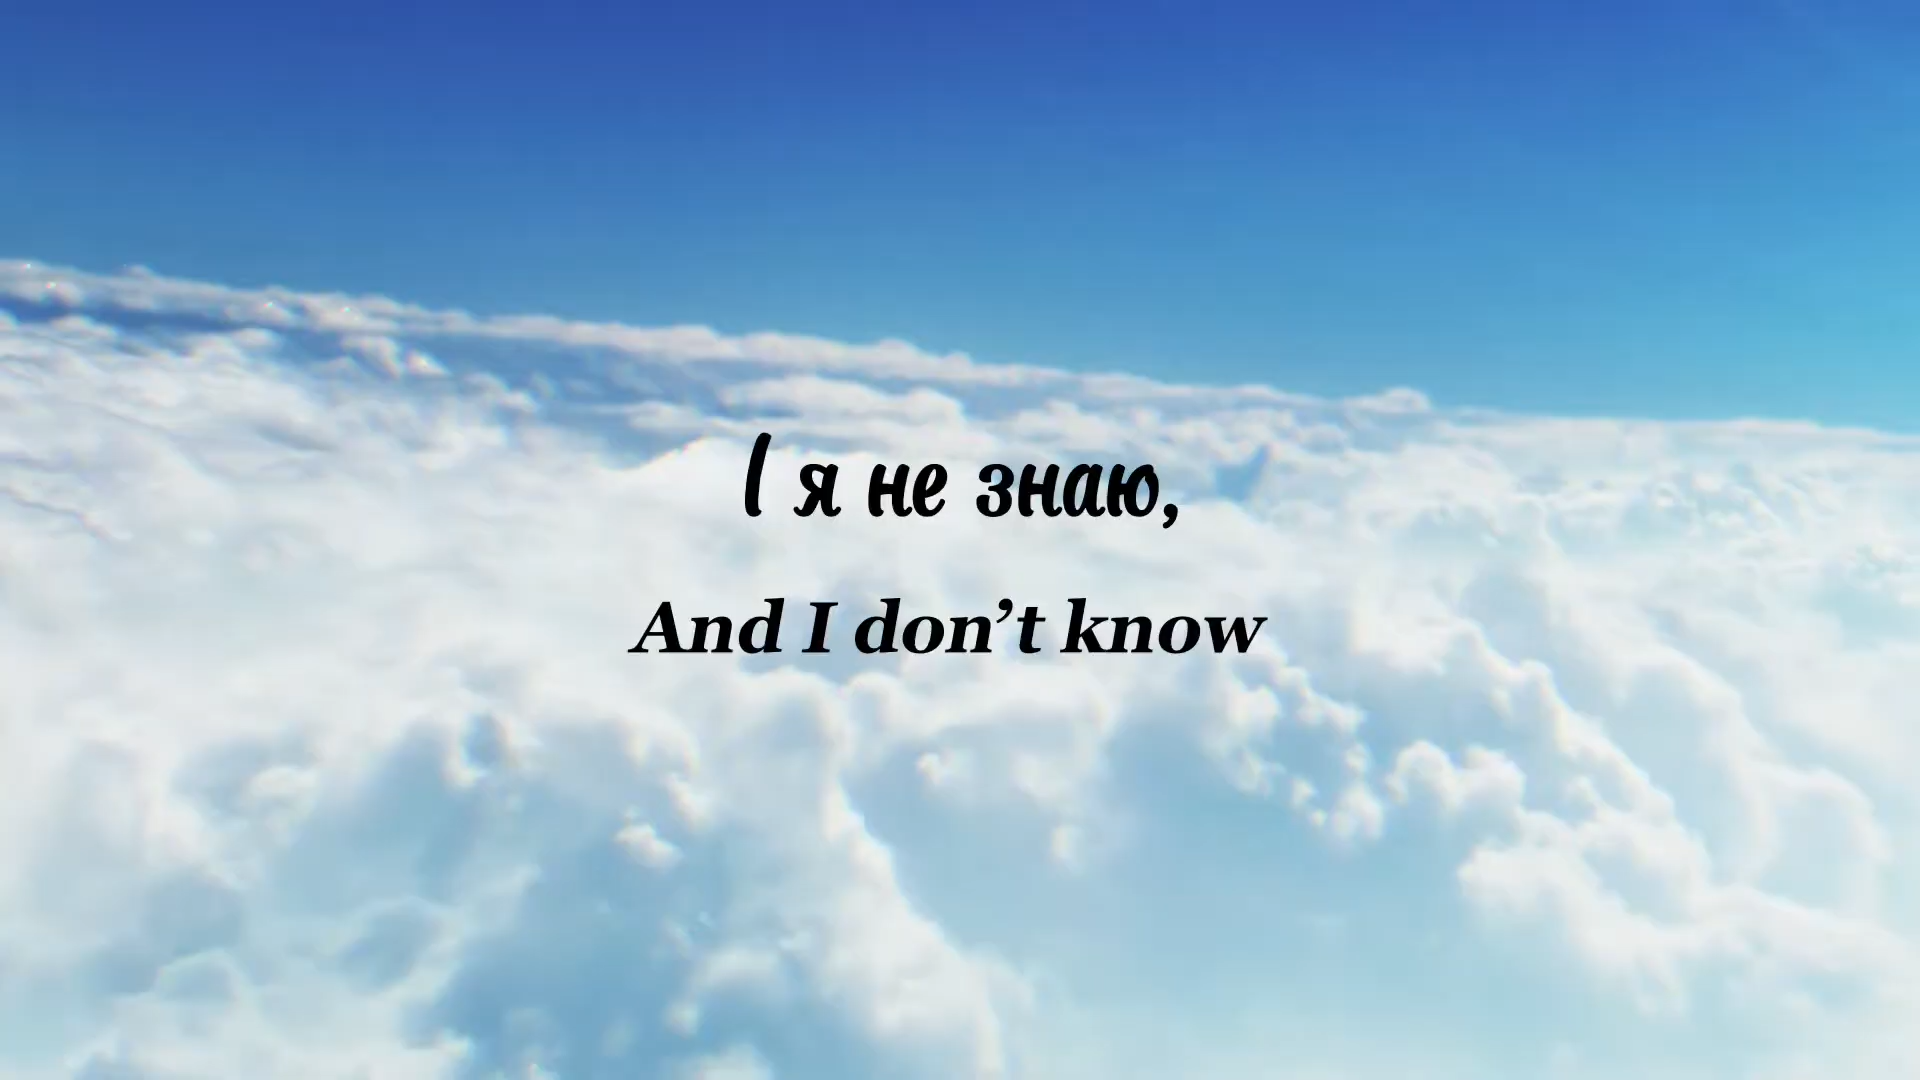 І я не знаю,
And I don’t know